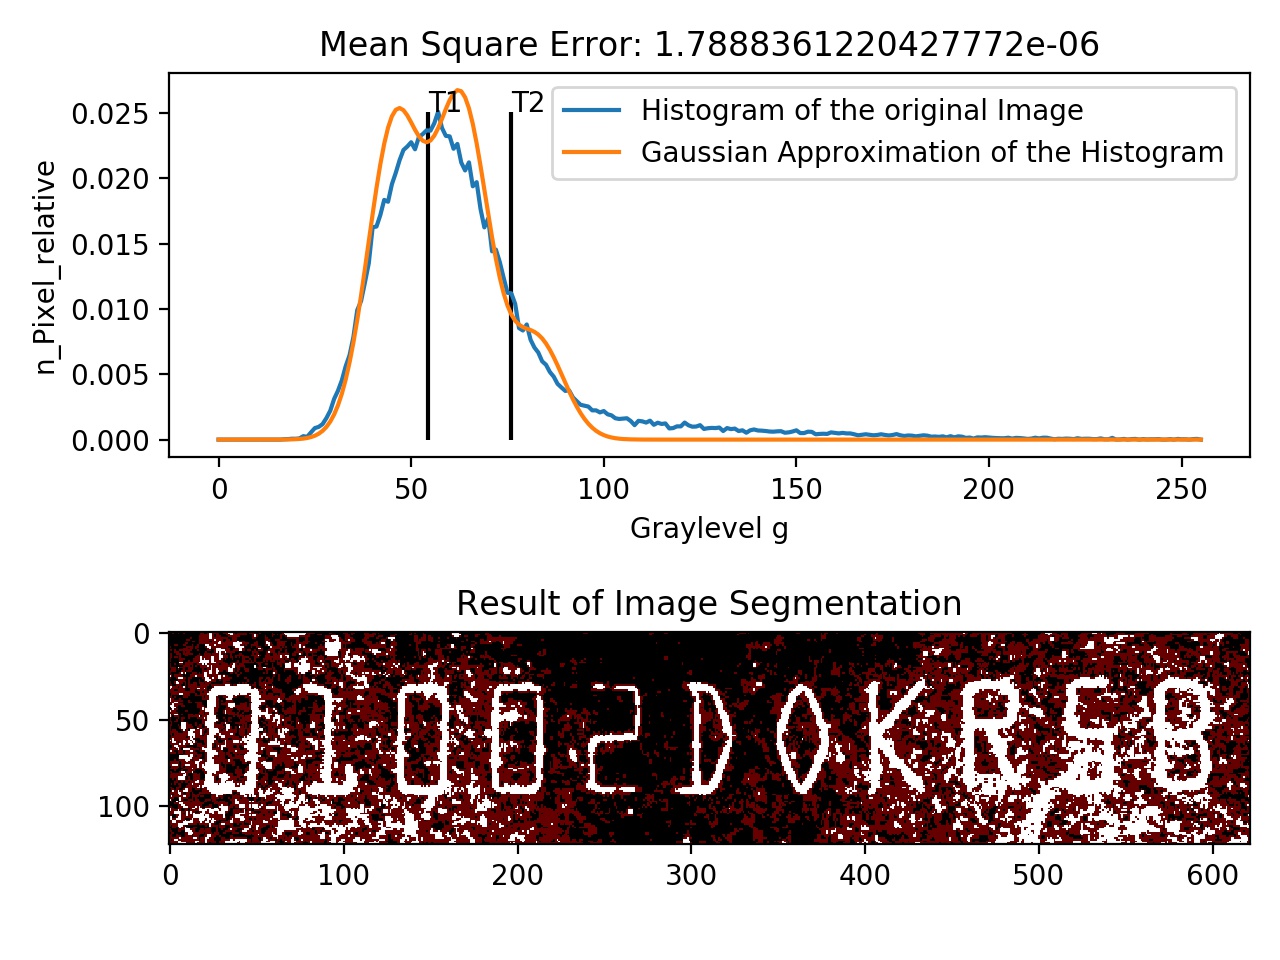 Mean Square Error: 1.7888361220427772e-06
T1
T2
Histogram of the original Image
Gaussian Approximation of the Histogram
n_Pixel_relative
0.025
0.020
0.015
0.010
0.005
0.000
0 50 100 150 200 250
Graylevel g
Result of Image Segmentation
0
50
100
0 100 200 300 400 500 600